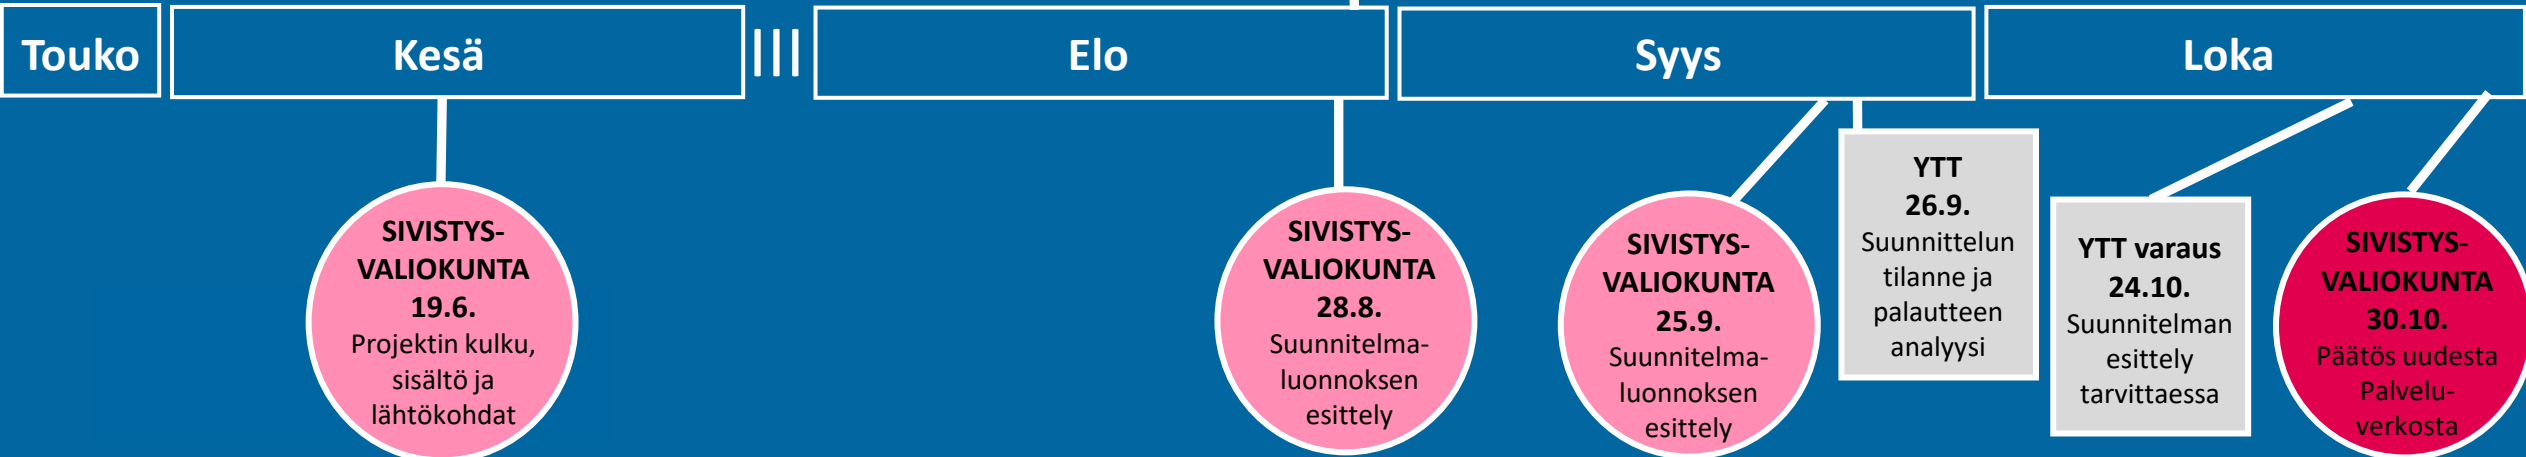 Touko
Kesä
Elo
Syys
Loka
SIVISTYS-
VALIOKUNTA
19.6.
Projektin kulku,
sisältö ja
lähtökohdat
SIVISTYS-
VALIOKUNTA
28.8.
Suunnitelma-
luonnoksen
esittely
SIVISTYS-
VALIOKUNTA
25.9.
Suunnitelma-
luonnoksen
esittely
YTT
26.9.
Suunnittelun
tilanne ja
palautteen
analyysi
YTT varaus
24.10.
Suunnitelman
esittely
tarvittaessa
SIVISTYS-
VALIOKUNTA
30.10.
Päätös uudesta
Palvelu-
verkosta